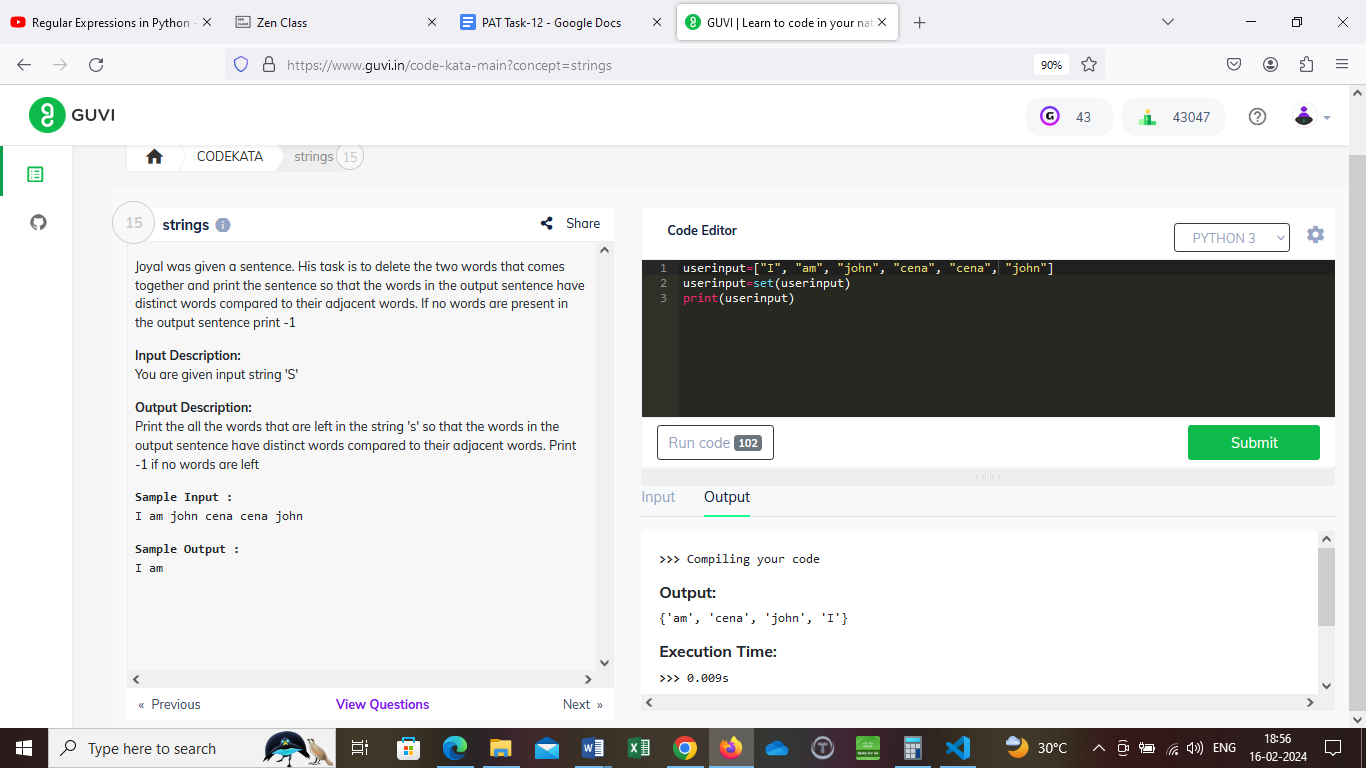 Regular Expressions in Python -
Zen Class
PAT Task-12 - Google Docs
GUVI | Learn to code in your nat
https://www.guvi.in/code-kata-main?concept=strings
90%
GUVI
43
43047
CODEKATA
strings 15
15 strings
Share
Joyal was given a sentence. His task is to delete the two words that comes
together and print the sentence so that the words in the output sentence have
distinct words compared to their adjacent words. If no words are present in
the output sentence print -1
Input Description:
You are given input string 'S'
Output Description:
Print the all the words that are left in the string 's' so that the words in the
output sentence have distinct words compared to their adjacent words. Print
-1 if no words are left
Sample Input :
I am john cena cena john
Sample Output :
I am
« Previous
View Questions
Next »
Code Editor
PYTHON 3
1 userinput=["I", "am", "john", "cena", "cena", "john"]
2 userinput=set(userinput)
3 print(userinput)
Run code 102
Submit
Input
Output
>>> Compiling your code
Output:
{'am', 'cena', 'john', 'I'}
Execution Time:
>>> 0.009s
Type here to search
30°C
ENG
18:56
16-02-2024